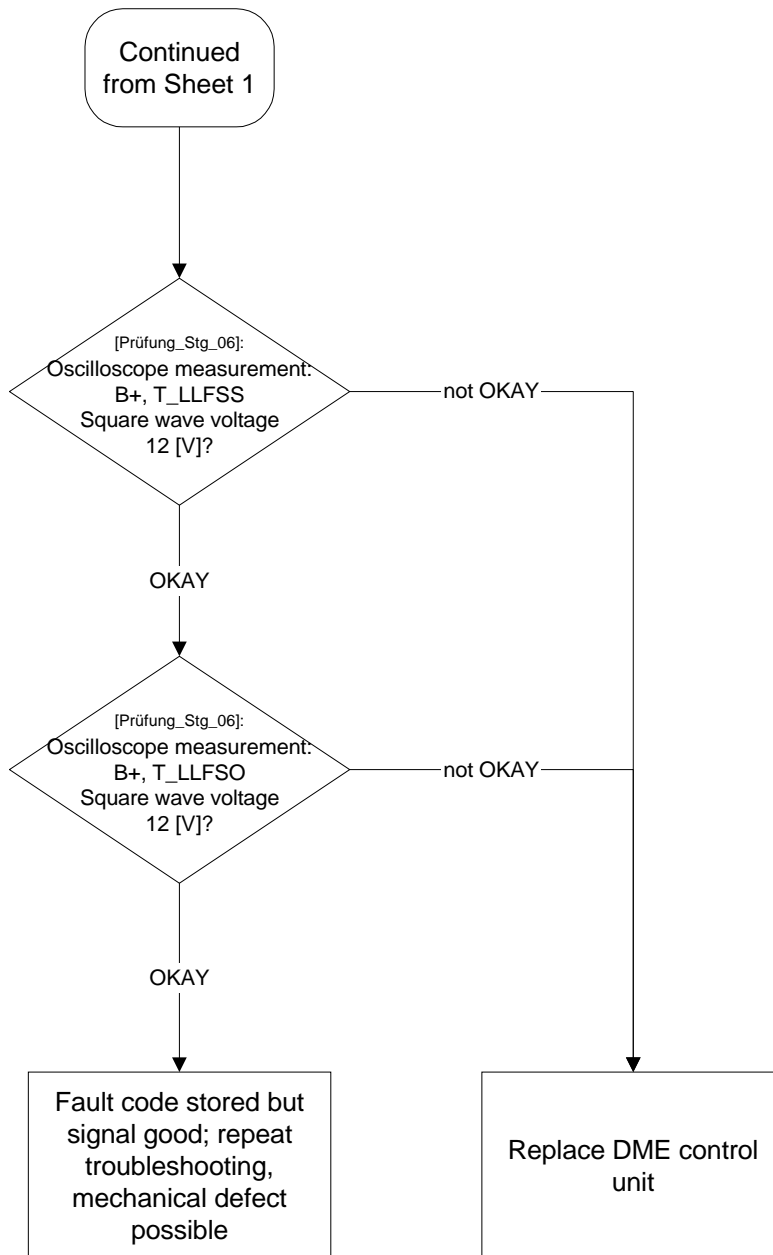 Continued
from Sheet 1
[Prüfung_Stg_06]:
Oscilloscope measurement:
B+, T_LLFSS
Square wave voltage
12 [V]?
not OKAY
OKAY
[Prüfung_Stg_06]:
Oscilloscope measurement:
B+, T_LLFSO
Square wave voltage
12 [V]?
not OKAY
OKAY
Fault code stored but
signal good; repeat
troubleshooting,
mechanical defect
possible
Replace DME control
unit